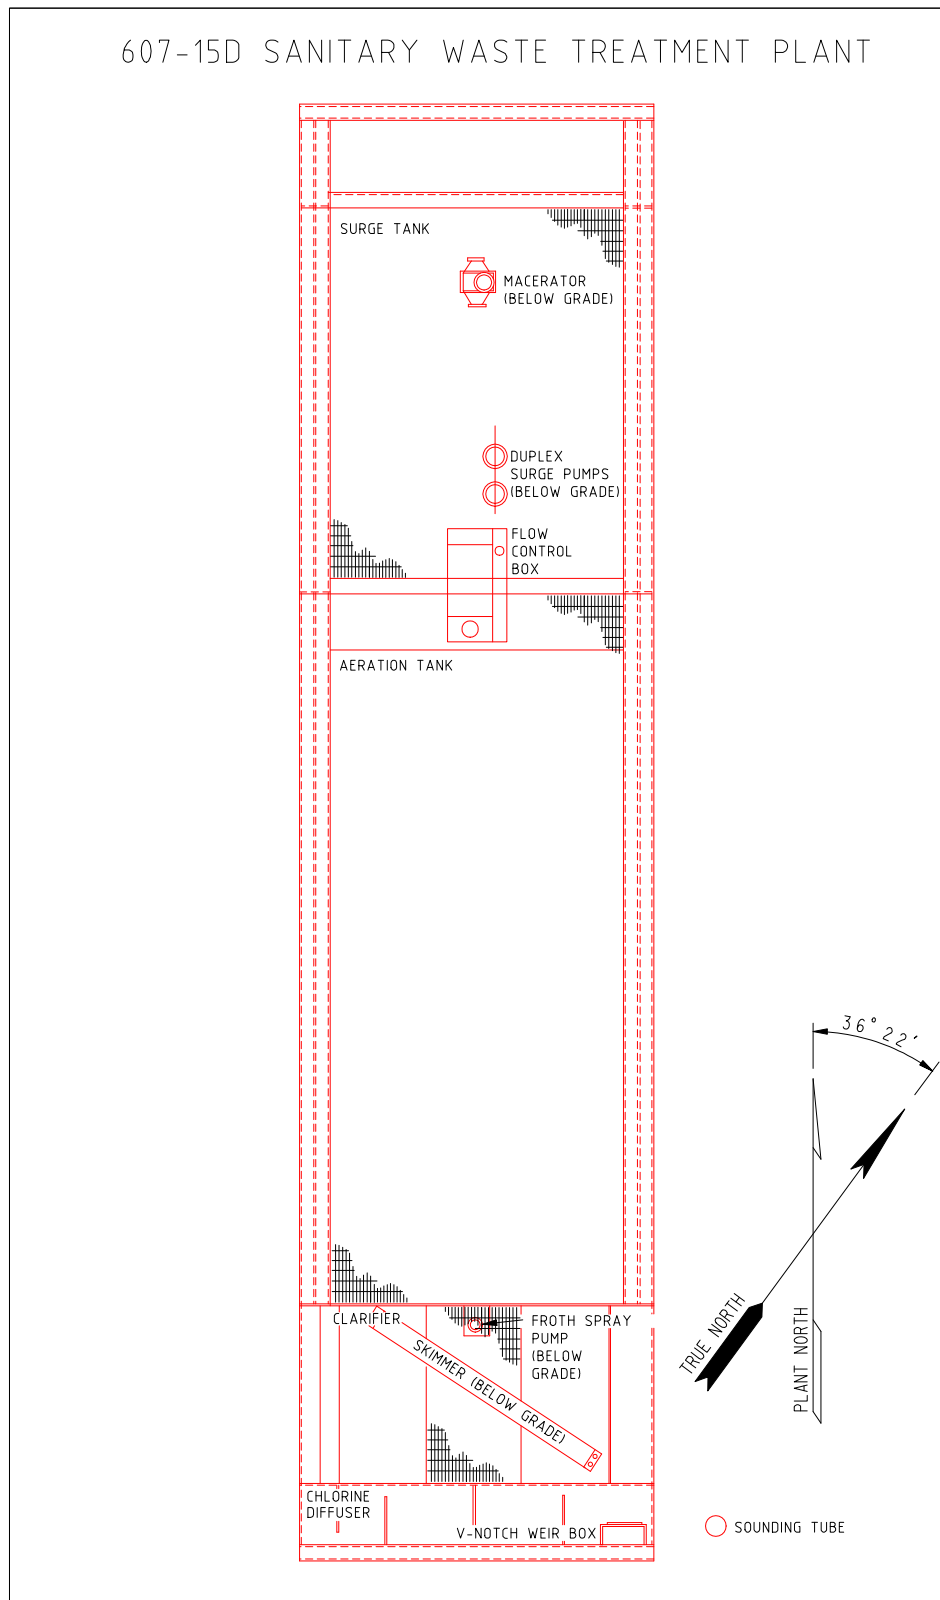 607-15D SANITARY WASTE TREATMENT PLANT
SURGE TANK
MACERATOR
(BELOW GRADE)
DUPLEX
SURGE PUMPS
(BELOW GRADE)
FLOW
CONTROL
BOX
AERATION TANK
36° 22'
TRUE NORTH
PLANT NORTH
CLARIFIER
FROTH SPRAY
PUMP
(BELOW
GRADE)
SKIMMER (BELOW GRADE)
CHLORINE
DIFFUSER
V-NOTCH WEIR BOX
SOUNDING TUBE